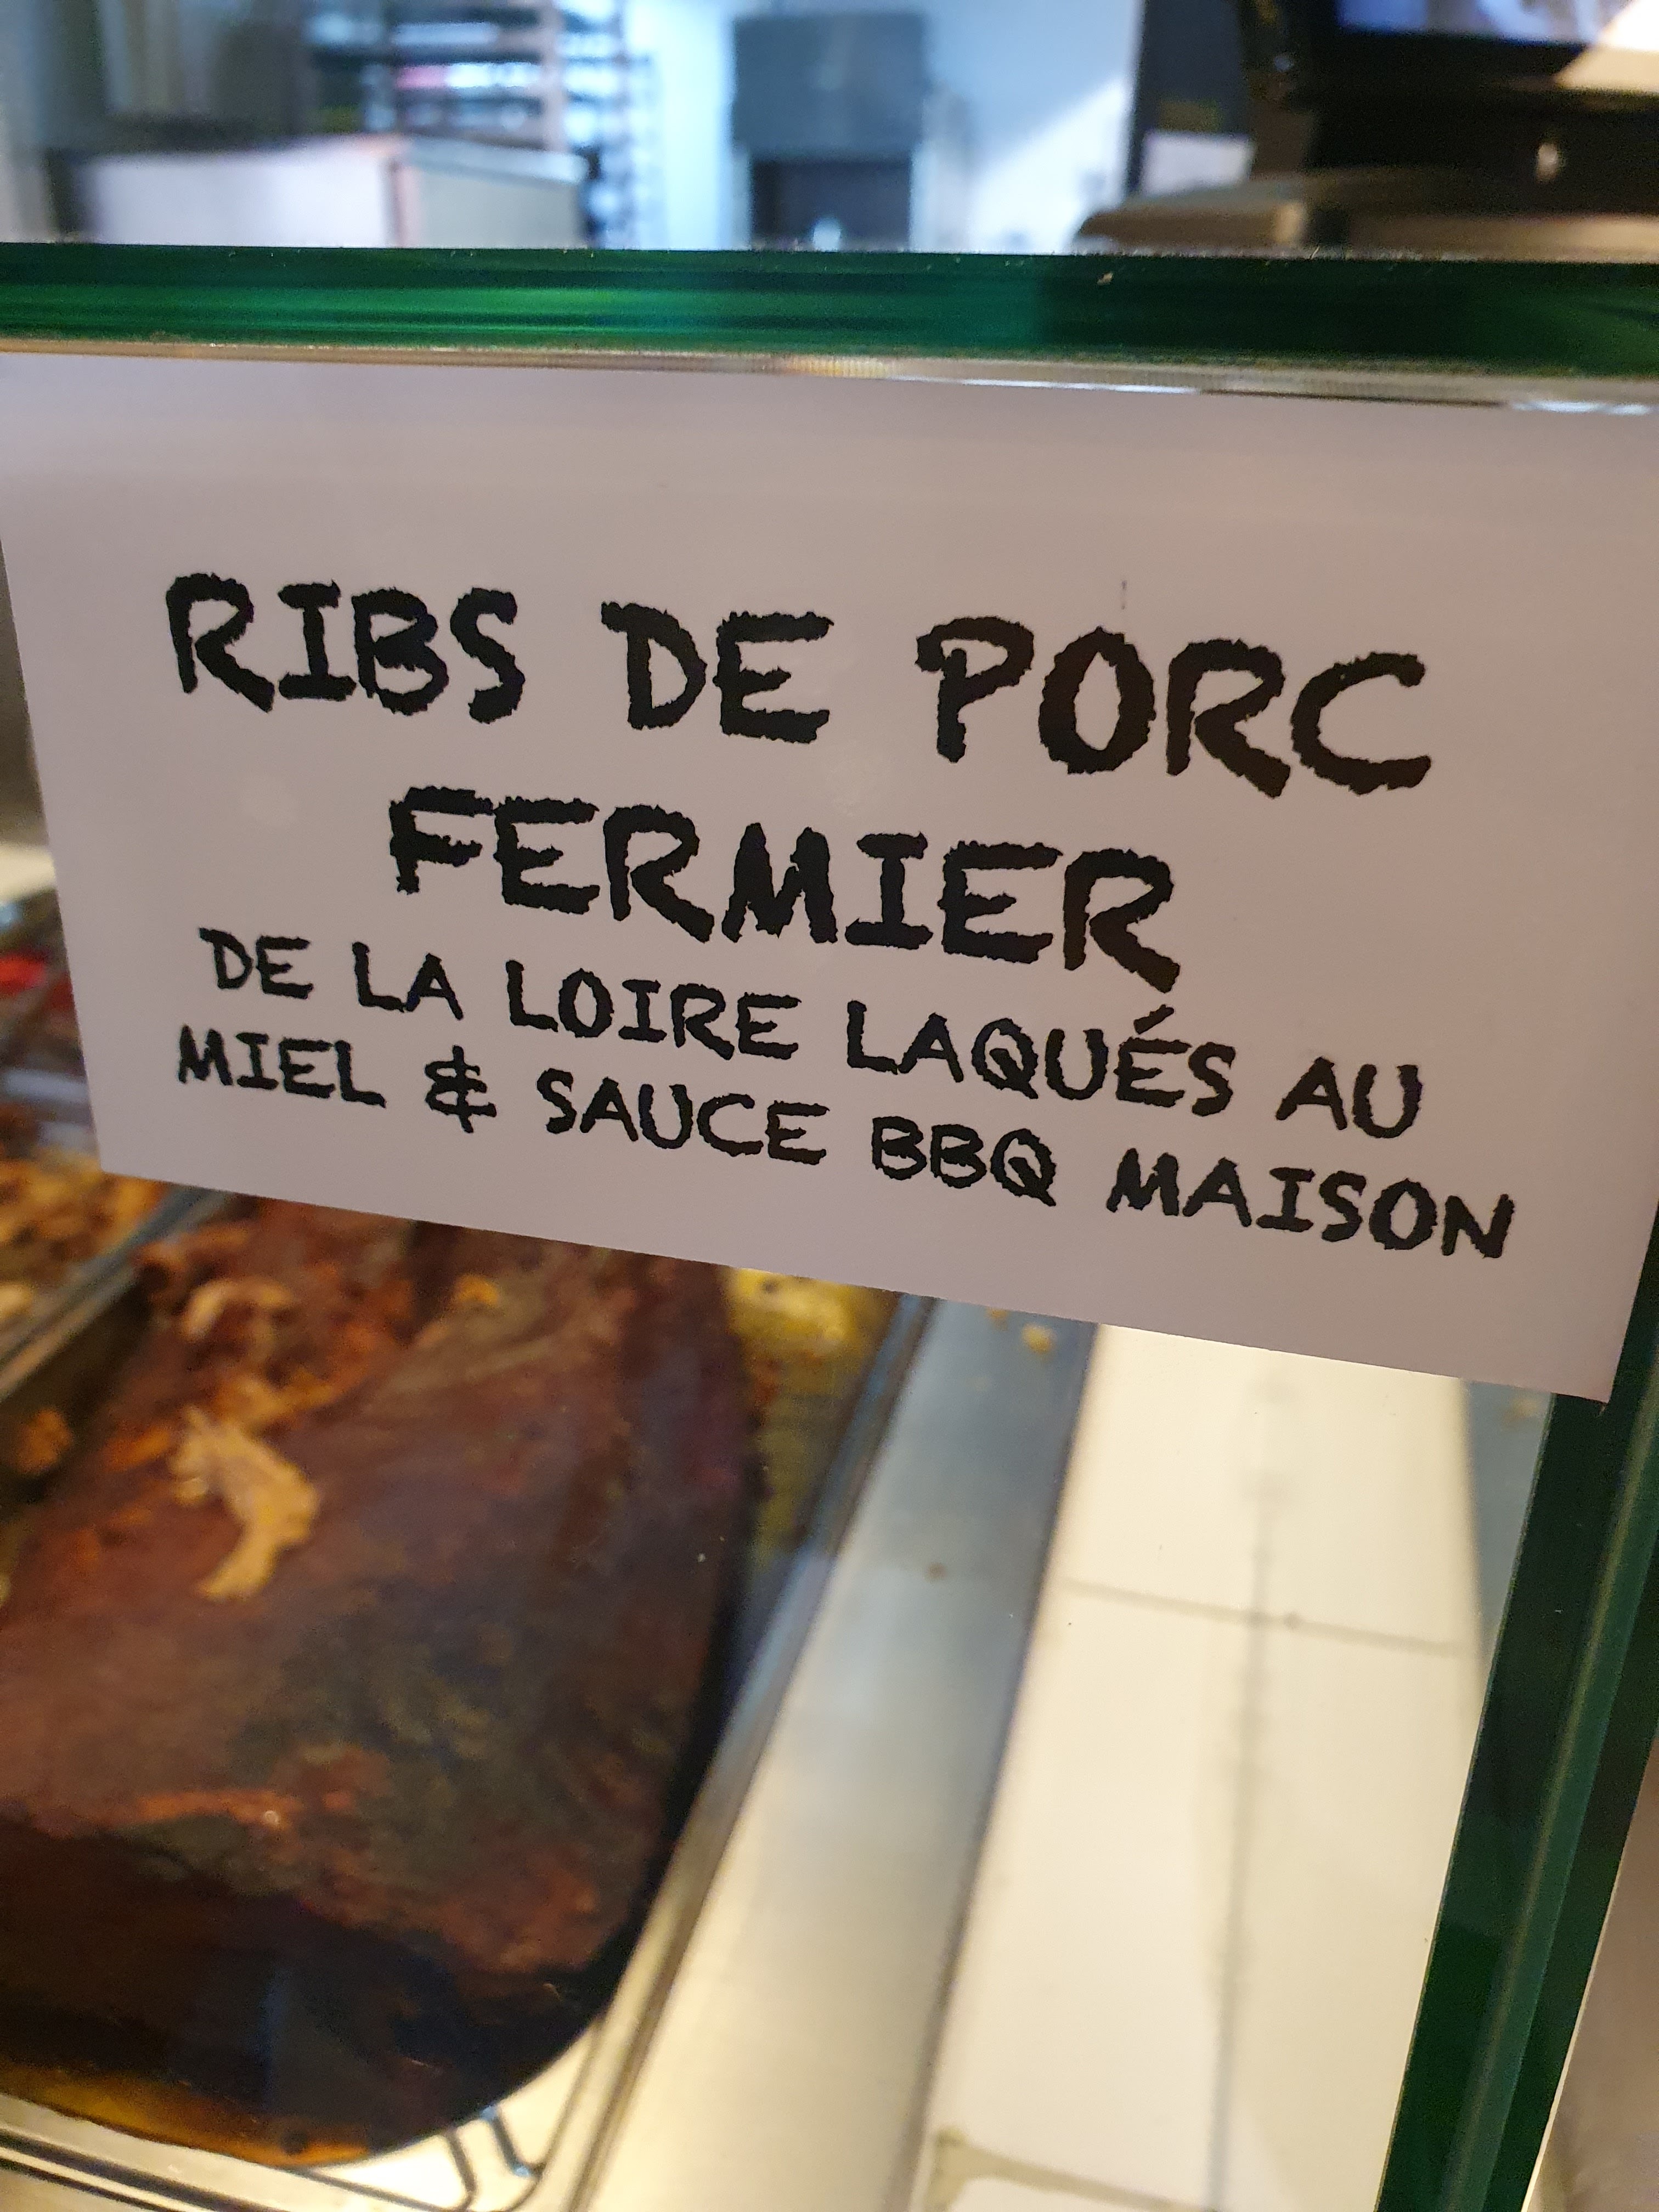 RIBS DE PORC
FERMIER
DE LA LOIRE LAQUÉS AU
MIEL & SAUCE BBQ MAISON